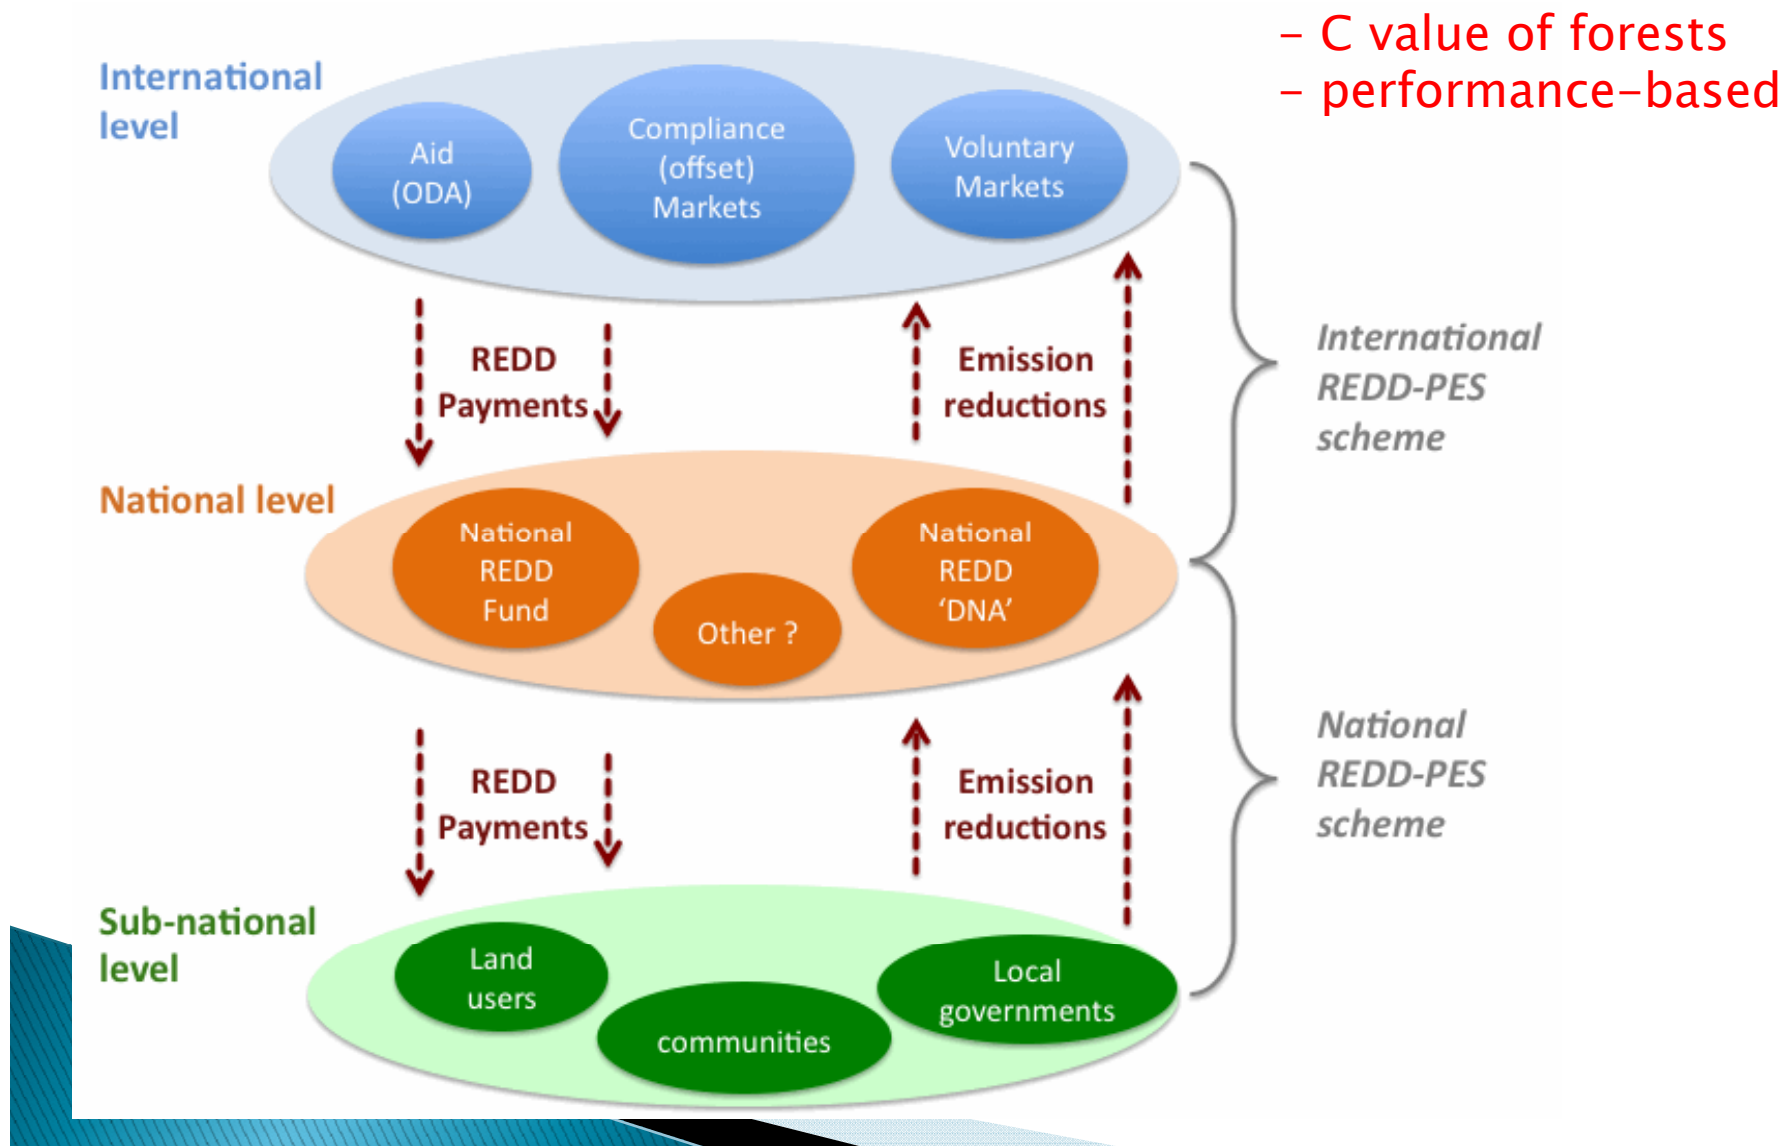 – C value of forests
– performance-based
International
level
Aid
(ODA)
Compliance
(offset)
Markets
Voluntary
Markets
REDD
Payments
Emission
reductions
International
REDD-PES
scheme
National level
National
REDD
Fund
Other ?
National
REDD
‘DNA’
REDD
Payments
Emission
reductions
National
REDD-PES
scheme
Sub-national
level
Land
users
communities
Local
governments